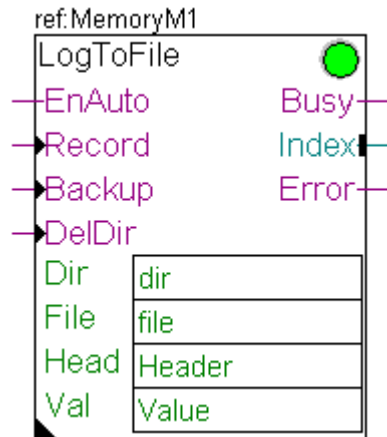 ref:MemoryM1
LogToFile
EnAuto Busy
Record Index
Backup Error
DelDir
Dir dir
File file
Head Header
Val Value